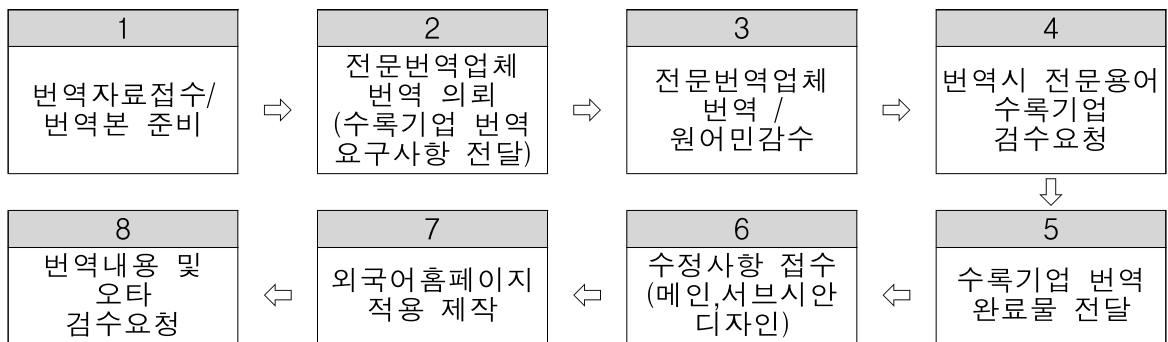 1
번역자료접수/
번역본 준비
2
전문번역업체
번역 의뢰
(수록기업 번역
요구사항 전달)
3
전문번역업체
번역 /
원어민감수
4
번역시 전문용어
수록기업
검수요청
5
수록기업 번역
완료물 전달
6
수정사항 접수
(메인,서브시안
디자인)
7
외국어홈페이지
적용 제작
8
번역내용 및
오타
검수요청